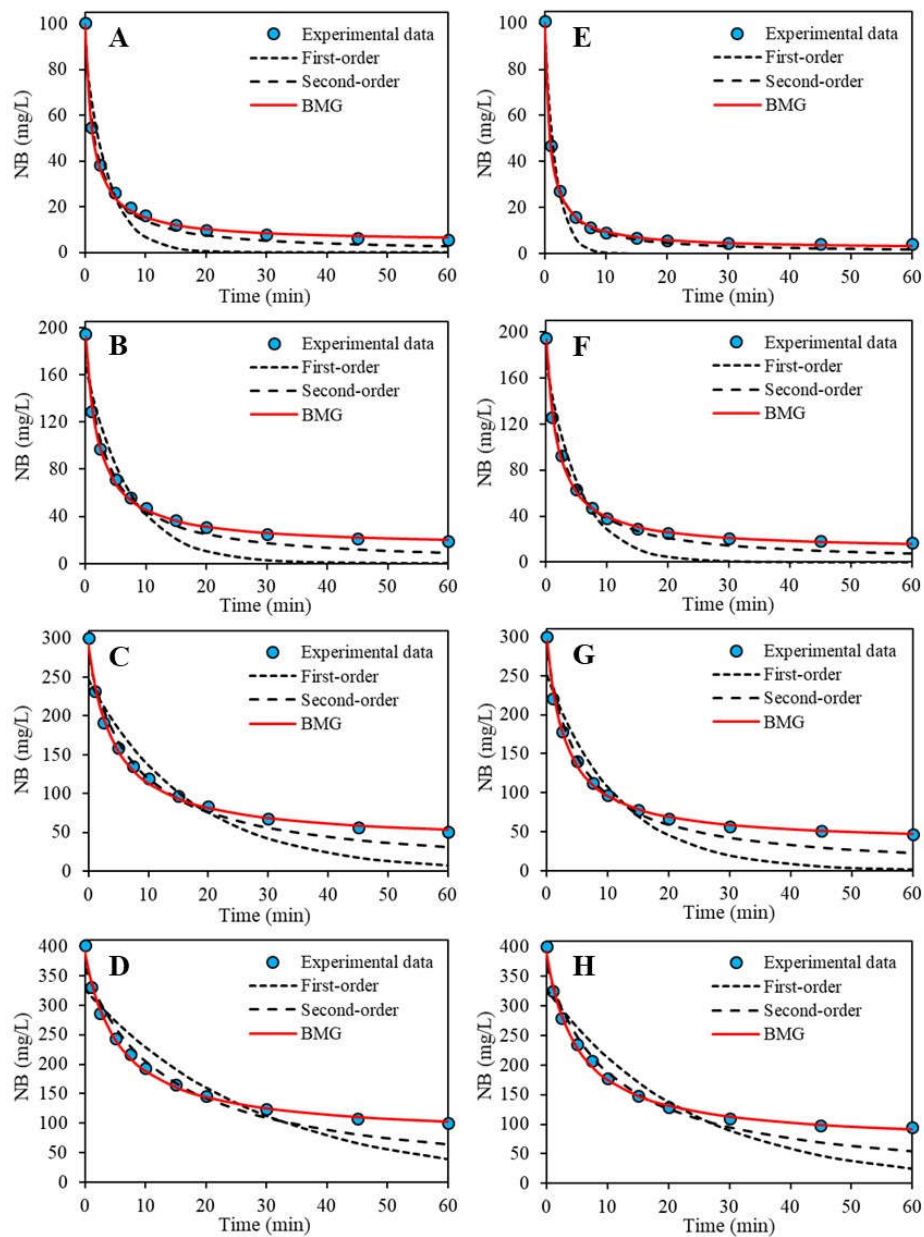 A
Experimental data
First-order
Second-order
BMG
NB (mg/L)
100
80
60
40
20
0
0 10 20 30 40 50 60
Time (min)
E
Experimental data
First-order
Second-order
BMG
NB (mg/L)
100
80
60
40
20
0
0 10 20 30 40 50 60
Time (min)
B
Experimental data
First-order
Second-order
BMG
NB (mg/L)
200
160
120
80
40
0
0 10 20 30 40 50 60
Time (min)
F
Experimental data
First-order
Second-order
BMG
NB (mg/L)
200
160
120
80
40
0
0 10 20 30 40 50 60
Time (min)
C
Experimental data
First-order
Second-order
BMG
NB (mg/L)
300
250
200
150
100
50
0
0 10 20 30 40 50 60
Time (min)
G
Experimental data
First-order
Second-order
BMG
NB (mg/L)
300
250
200
150
100
50
0
0 10 20 30 40 50 60
Time (min)
D
Experimental data
First-order
Second-order
BMG
NB (mg/L)
400
350
300
250
200
150
100
50
0
0 10 20 30 40 50 60
Time (min)
H
Experimental data
First-order
Second-order
BMG
NB (mg/L)
400
350
300
250
200
150
100
50
0
0 10 20 30 40 50 60
Time (min)